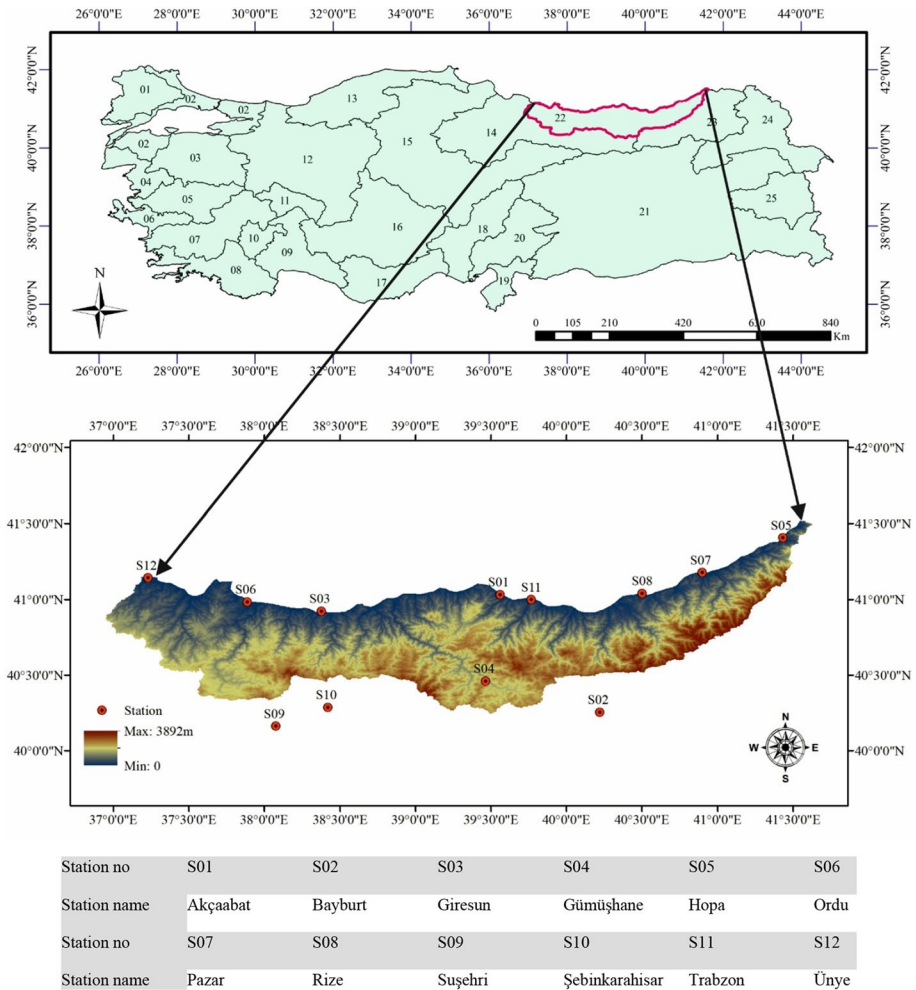 26°0'0"E 28°0'0"E 30°0'0"E 32°0'0"E 34°0'0"E 36°0'0"E 38°0'0"E 40°0'0"E 42°0'0"E 44°0'0"E
42°0'0"N 40°0'0"N 38°0'0"N 36°0'0"N
01 02 02 13 22 24
02 03 12 15 14 23
04 05 11 21 25
06 07 10 09 16 18 20
08 17 19
N
0 105 210 420 630 840
Km
42°0'0"N 40°0'0"N 38°0'0"N 36°0'0"N
26°0'0"E 28°0'0"E 30°0'0"E 32°0'0"E 34°0'0"E 36°0'0"E 38°0'0"E 40°0'0"E 42°0'0"E 44°0'0"E
37°0'0"E 37°30'0"E 38°0'0"E 38°30'0"E 39°0'0"E 39°30'0"E 40°0'0"E 40°30'0"E 41°0'0"E 41°30'0"E
42°0'0"N 42°0'0"N
41°30'0"N 41°30'0"N
S05
S12 S07
S06 S03 S01 S11 S08
41°0'0"N 41°0'0"N
40°30'0"N 40°30'0"N
S04
S10 S02
S09
Station
Max: 3892m
Min: 0
40°0'0"N 40°0'0"N
N
W E
S
37°0'0"E 37°30'0"E 38°0'0"E 38°30'0"E 39°0'0"E 39°30'0"E 40°0'0"E 40°30'0"E 41°0'0"E 41°30'0"E
Station no S01 S02 S03 S04 S05 S06
Station name Akçaabat Bayburt Giresun Gümüşhane Hopa Ordu
Station no S07 S08 S09 S10 S11 S12
Station name Pazar Rize Suşehri Şebinkarahisar Trabzon Ünye